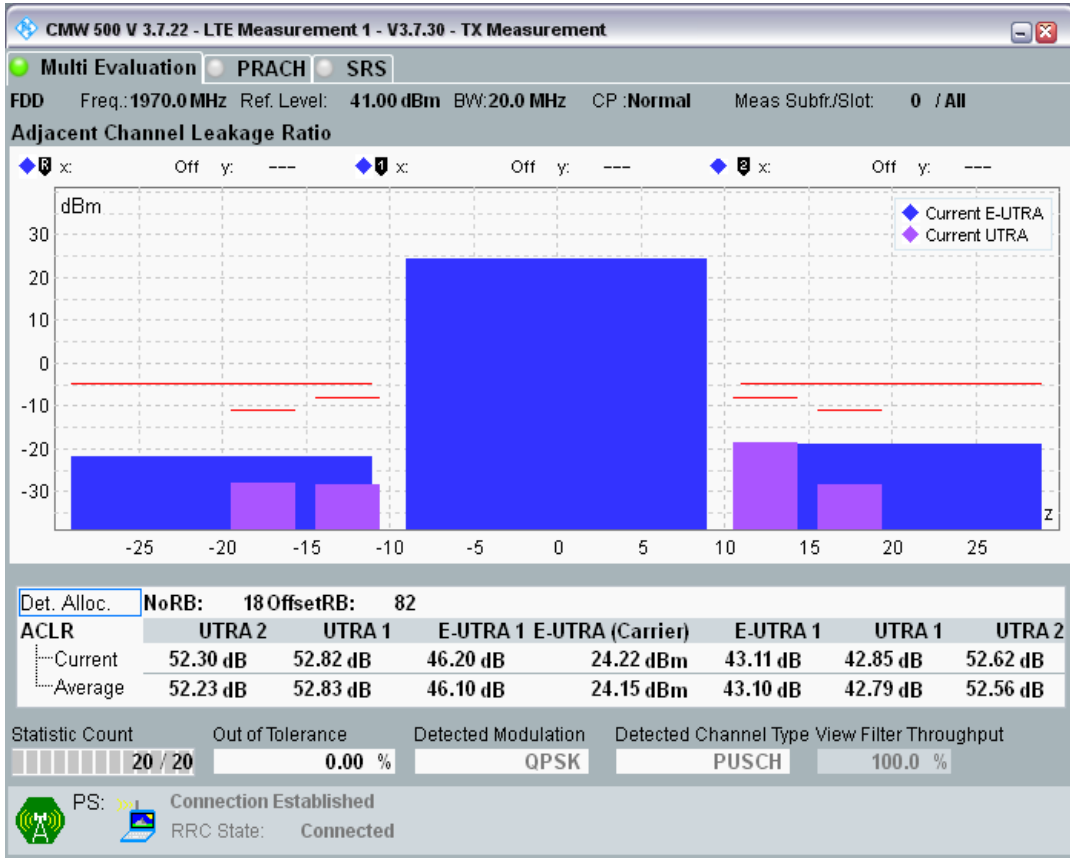 CMW 500 V 3.7.22 - LTE Measurement 1 - V3.7.30 - TX Measurement
Multi Evaluation PRACH SRS
FDD Freq.: 1970.0 MHz Ref. Level: 41.00 dBm BW: 20.0 MHz CP : Normal Meas Subfr./Slot: 0 / All
Adjacent Channel Leakage Ratio
R x: Off y: --- 1 x: Off y: --- 2 x: Off y: ---
dBm
Current E-UTRA
Current UTRA
30
20
10
0
-10
-20
-30
z
-25 -20 -15 -10 -5 0 5 10 15 20 25
Det. Alloc. NoRB: 18 OffsetRB: 82
ACLR UTRA 2 UTRA 1 E-UTRA 1 E-UTRA (Carrier) E-UTRA 1 UTRA 1 UTRA 2
Current 52.30 dB 52.82 dB 46.20 dB 24.22 dBm 43.11 dB 42.85 dB 52.62 dB
Average 52.23 dB 52.83 dB 46.10 dB 24.15 dBm 43.10 dB 42.79 dB 52.56 dB
Statistic Count Out of Tolerance Detected Modulation Detected Channel Type View Filter Throughput
20 / 20 0.00 % QPSK PUSCH 100.0 %
PS: Connection Established
RRC State: Connected